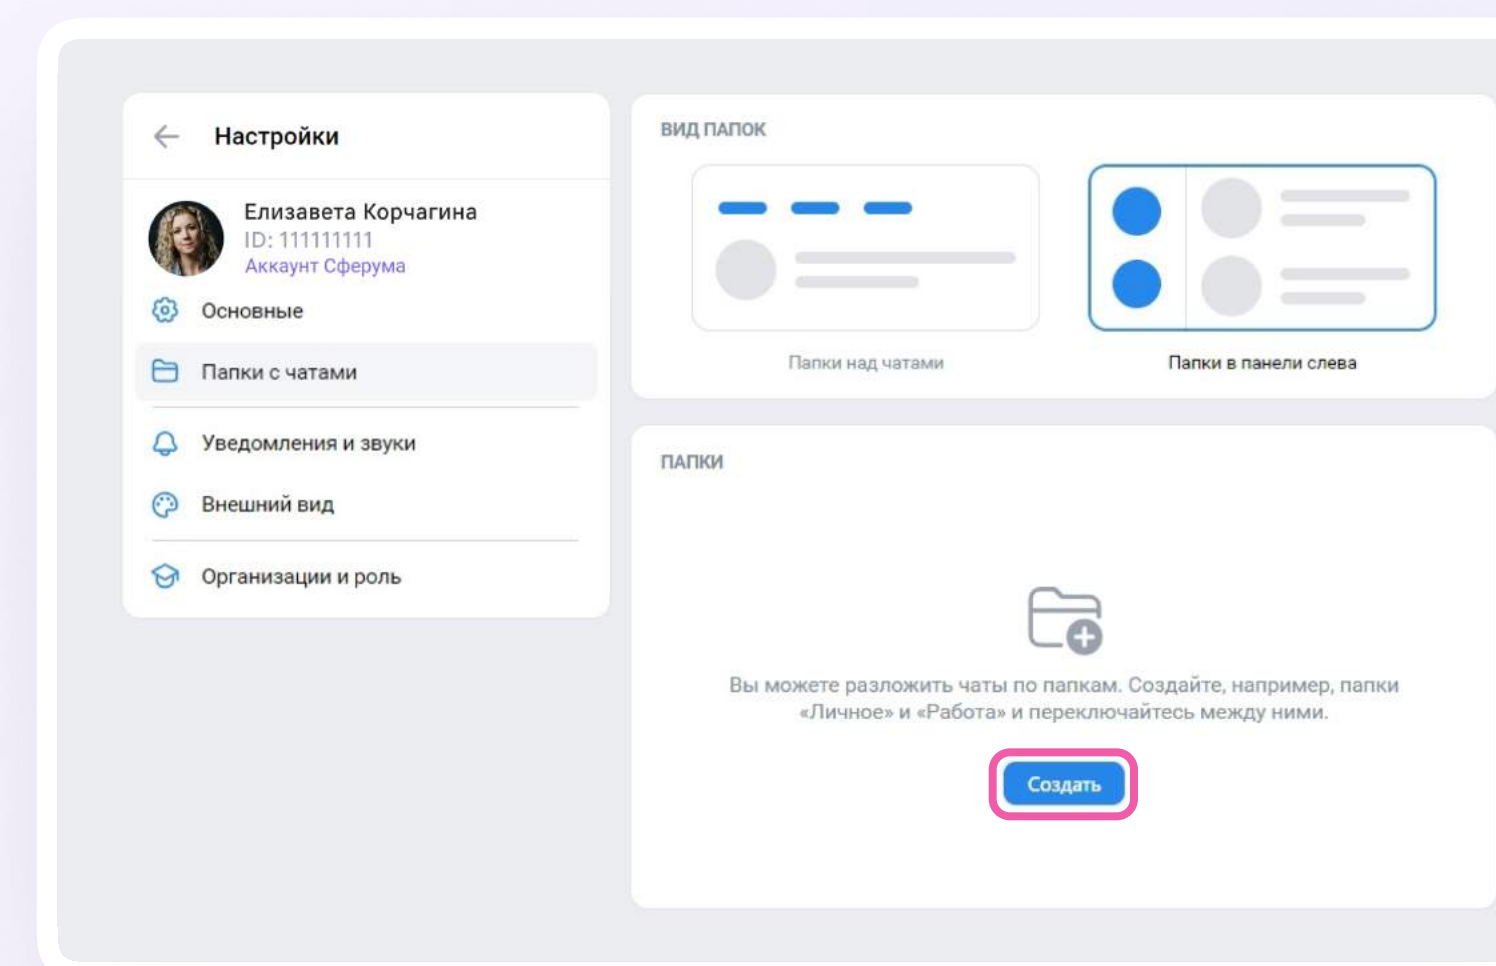 Настройки
Елизавета Корчагина
ID: 111111111
Аккаунт Сферума
Основные
Папки с чатами
Уведомления и звуки
Внешний вид
Организации и роль
ВИД ПАПОК
Папки над чатами
Папки в панели слева
ПАПКИ
Вы можете разложить чаты по папкам. Создайте, например, папки
«Личное» и «Работа» и переключайтесь между ними.
Создать